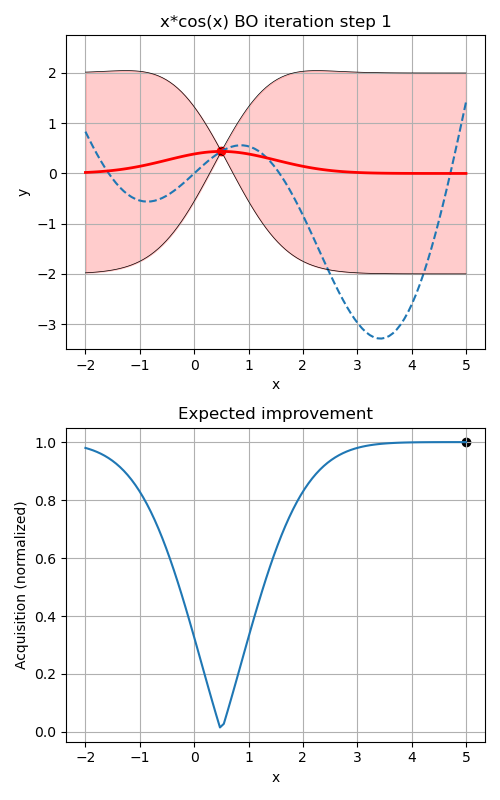 x*cos(x) BO iteration step 1
2
1
0
−1
−2
−3
y
−2 −1 0 1 2 3 4 5
x
Expected improvement
1.0
0.8
0.6
0.4
0.2
0.0
Acquisition (normalized)
−2 −1 0 1 2 3 4 5
x